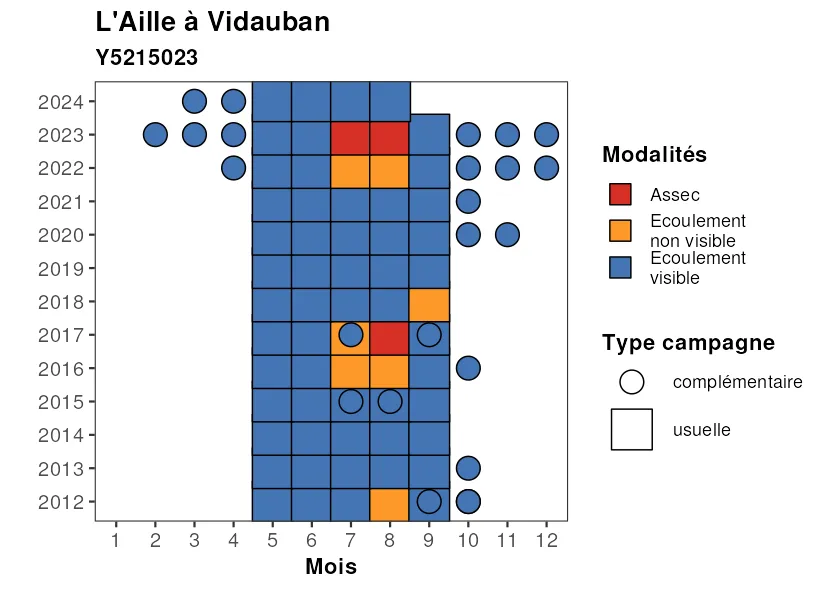 L'Aille à Vidauban
Y5215023
2024
2023
2022
2021
2020
2019
2018
2017
2016
2015
2014
2013
2012
1 2 3 4 5 6 7 8 9 10 11 12
Mois
Modalités
Assec
Ecoulement
non visible
Ecoulement
visible
Type campagne
complémentaire
usuelle